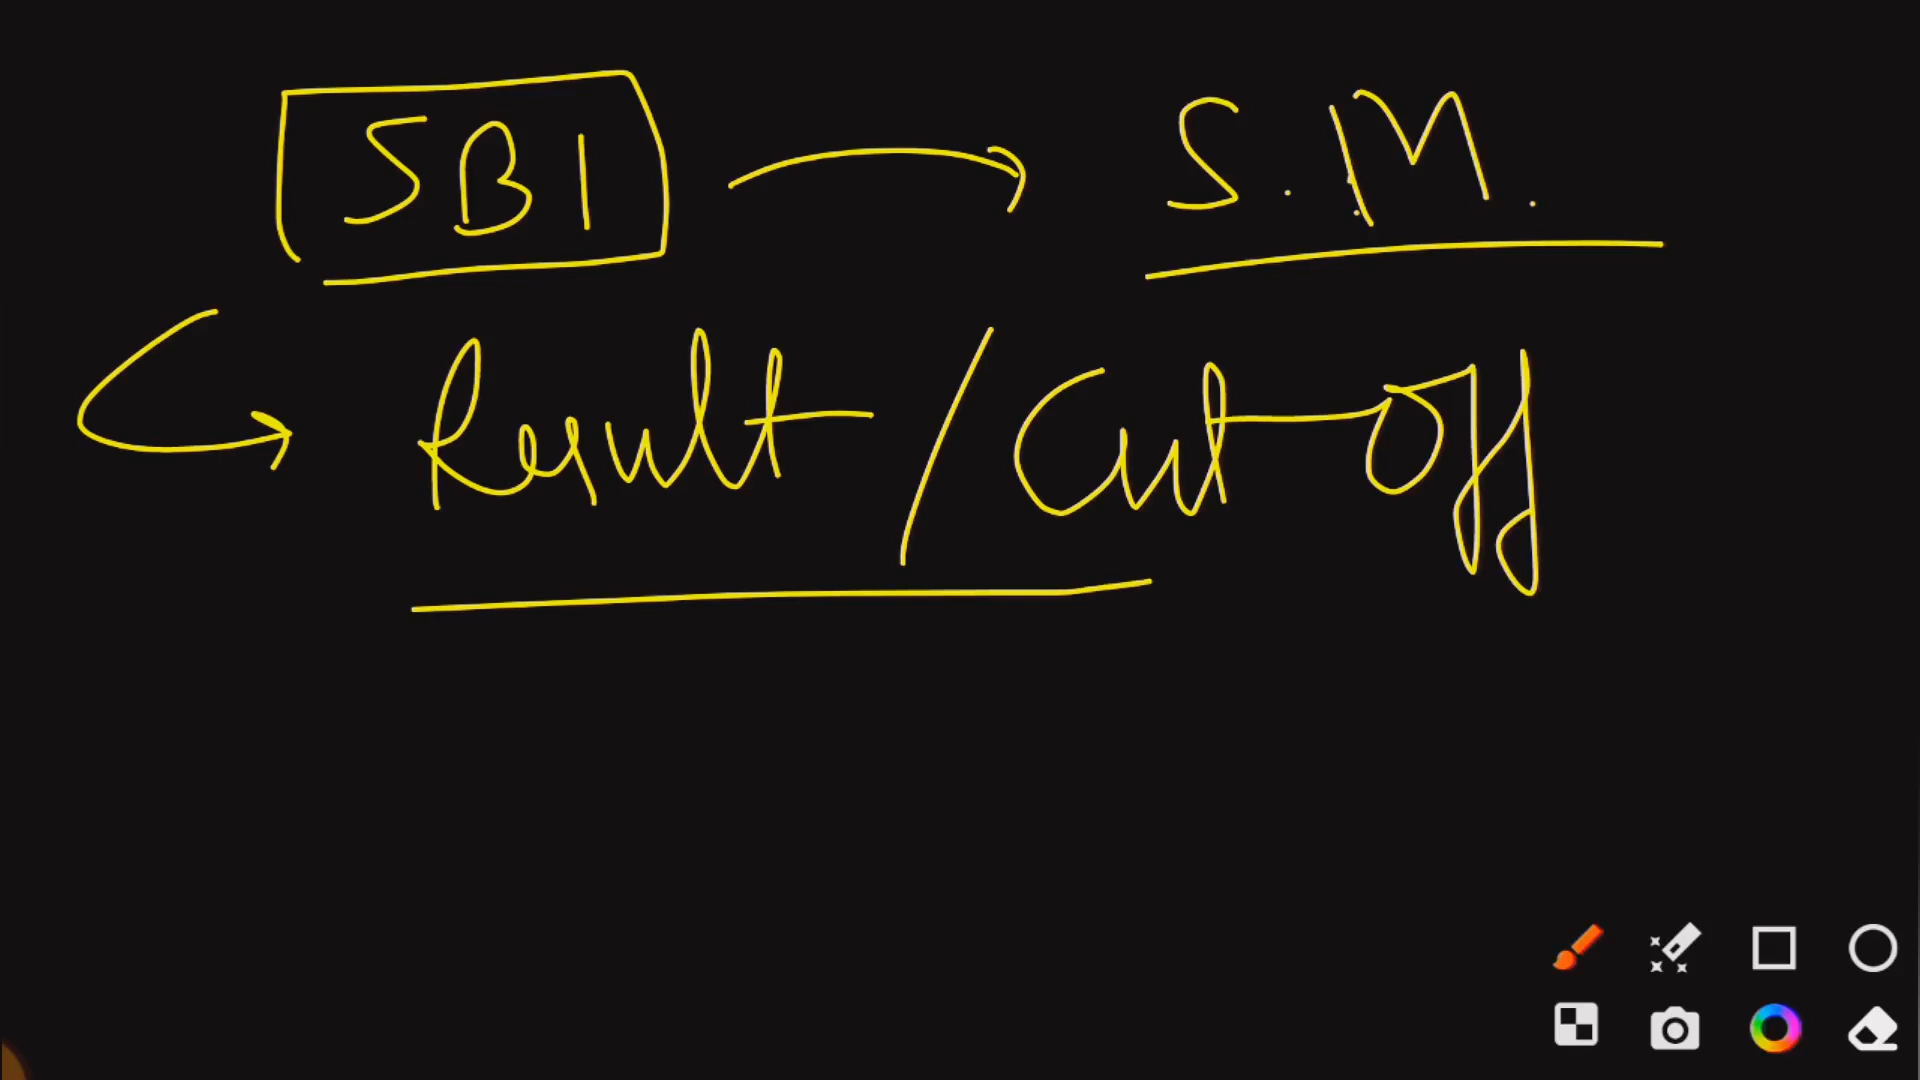 SBI → S.M.
Result / Cut off